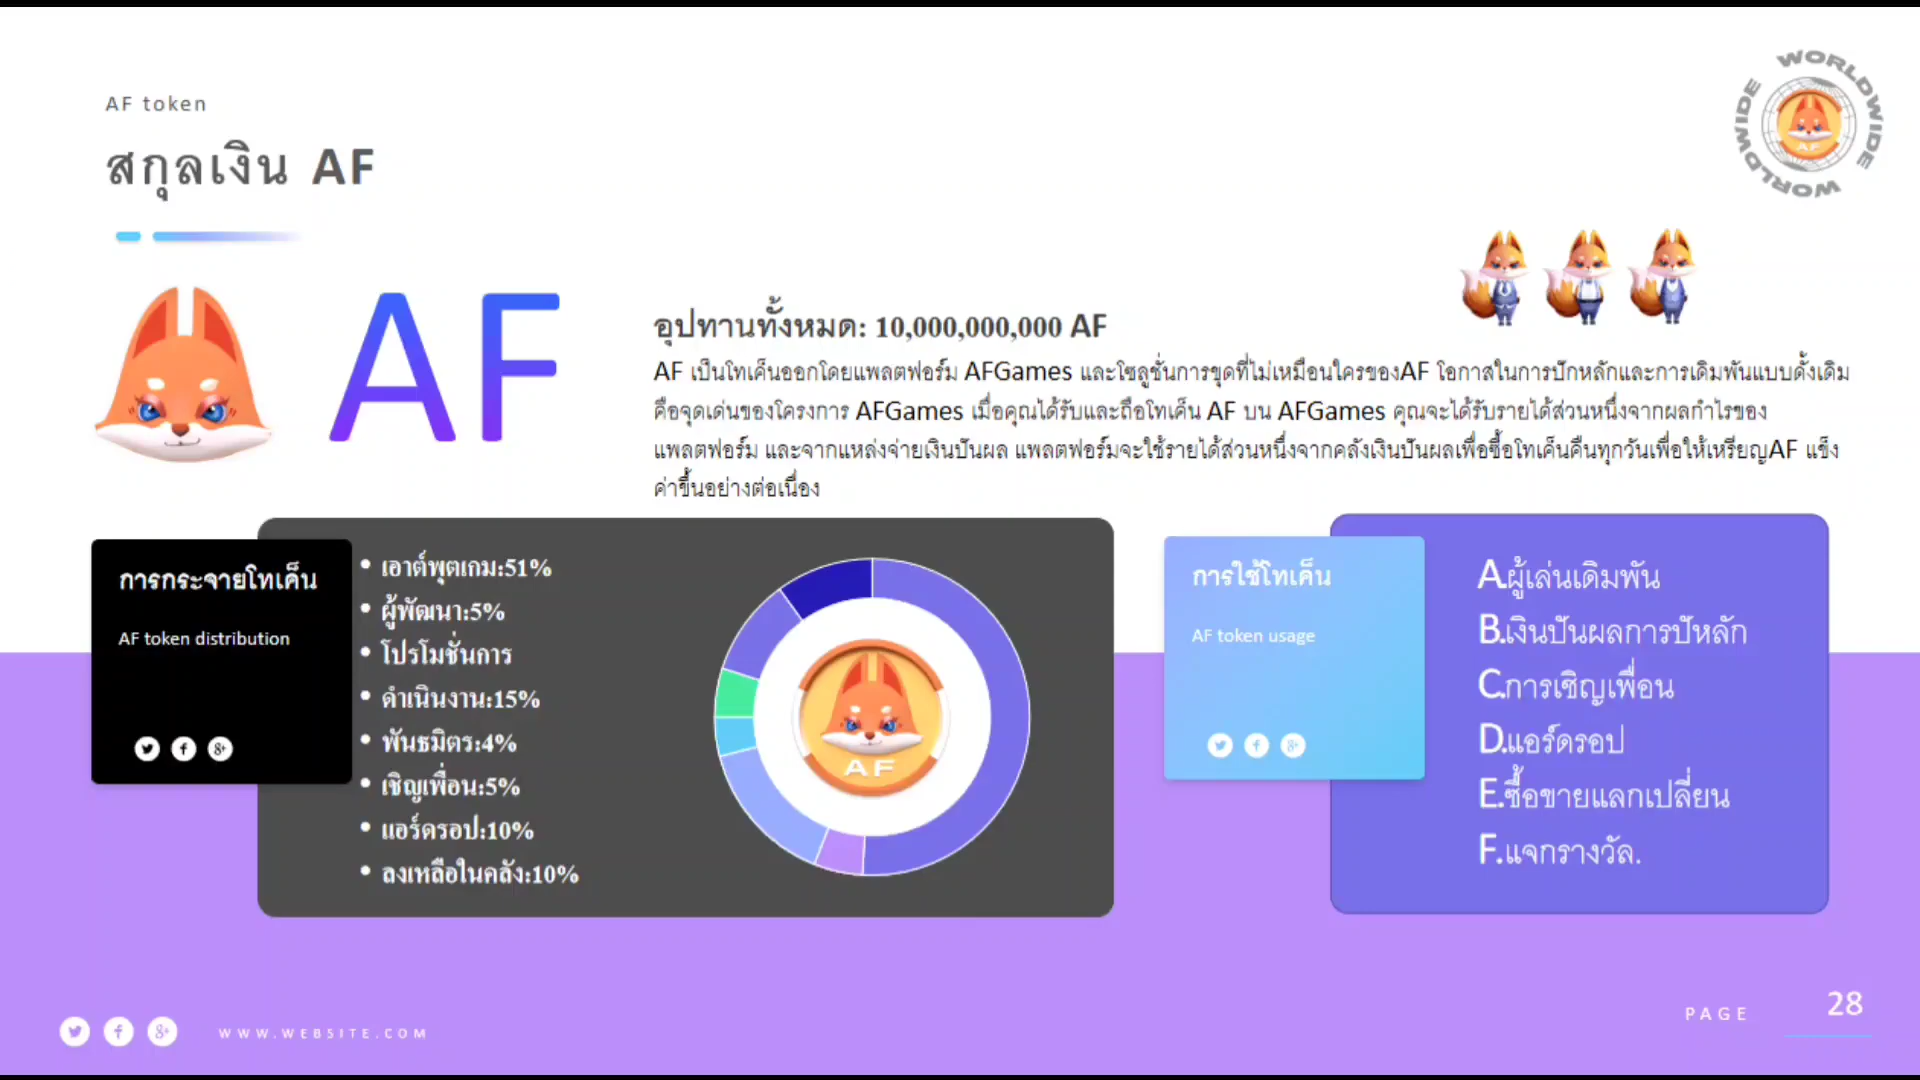 AF token
สกุลเงิน AF
WORLDWIDE WORLDWIDE WORLDWIDE
AF
AF
อุปทานทั้งหมด: 10,000,000,000 AF
AF เป็นโทเค็นออกโดยแพลตฟอร์ม AFGames และโซลูชั่นการขุดที่ไม่เหมือนใครของAF โอกาสในการปักหลักและการเดิมพันแบบดั้งเดิม
คือจุดเด่นของโครงการ AFGames เมื่อคุณได้รับและถือโทเค็น AF บน AFGames คุณจะได้รับรายได้ส่วนหนึ่งจากผลกำไรของ
แพลตฟอร์ม และจากแหล่งจ่ายเงินปันผล แพลตฟอร์มจะใช้รายได้ส่วนหนึ่งจากคลังเงินปันผลเพื่อซื้อโทเค็นคืนทุกวันเพื่อให้เหรียญAF แข็ง
ค่าขึ้นอย่างต่อเนื่อง
การกระจายโทเค็น
AF token distribution
• เอาต์พุตเกม:51%
• ผู้พัฒนา:5%
• โปรโมชั่นการ
• ดำเนินงาน:15%
• พันธมิตร:4%
• เชิญเพื่อน:5%
• แอร์ดรอป:10%
• ลงเหลือในคลัง:10%
AF
การใช้โทเค็น
AF token usage
A.ผู้เล่นเดิมพัน
B.เงินปันผลการปัหลัก
C.การเชิญเพื่อน
D.แอร์ดรอป
E.ซื้อขายแลกเปลี่ยน
F.แจกรางวัล.
WWW.WEBSITE.COM
PAGE 28